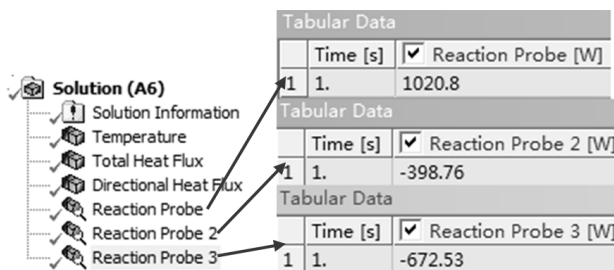 Solution (A6)
Solution Information
Temperature
Total Heat Flux
Directional Heat Flux
Reaction Probe
Reaction Probe 2
Reaction Probe 3
Tabular Data
Time [s] Reaction Probe [W]
1 1. 1020.8
Tabular Data
Time [s] Reaction Probe 2 [W]
1 1. -398.76
Tabular Data
Time [s] Reaction Probe 3 [W]
1 1. -672.53